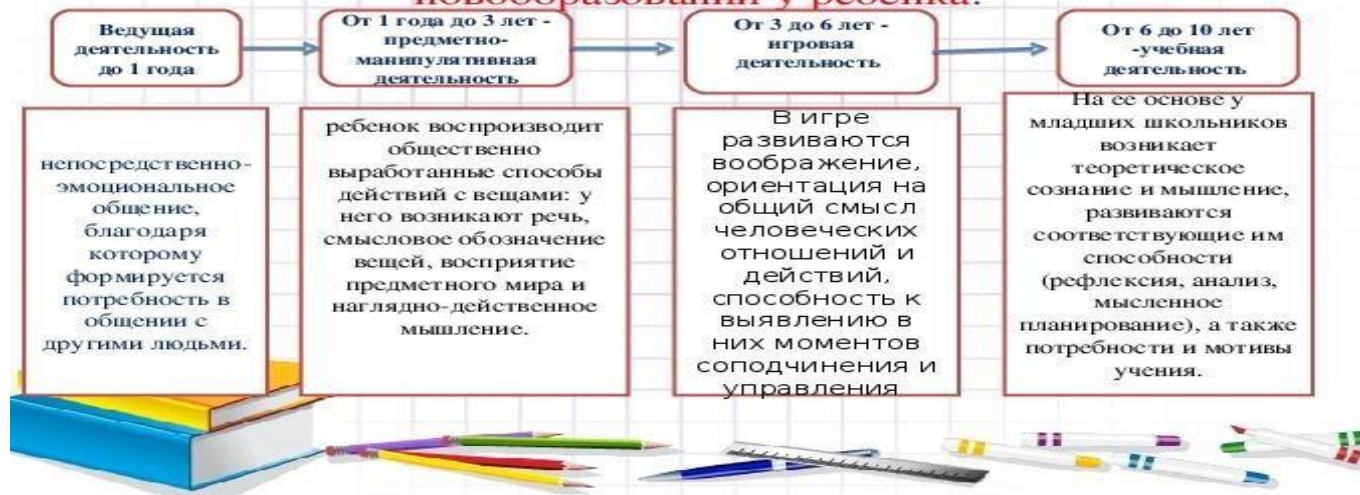 новообразований у ребенка.
Ведущая
деятельность
до 1 года
От 1 года до 3 лет -
предметно-
манипулятивная
деятельность
От 3 до 6 лет -
игровая
деятельность
От 6 до 10 лет
-учебная
деятельность
непосредственно-
эмоциональное
общение,
благодаря
которому
формируется
потребность в
общении с
другими людьми.
ребенок воспроизводит
общественно
выработанные способы
действий с вещами: у
него возникают речь,
смысловое обозначение
вещей, восприятие
предметного мира и
наглядно-действенное
мышление.
В игре
развиваются
воображение,
ориентация на
общий смысл
человеческих
отношений и
действий,
способность к
выявлению в
них моментов
соподчинения и
управления
На ее основе у
младших школьников
возникает
теоретическое
сознание и мышление,
развиваются
соответствующие им
способности
(рефлексия, анализ,
мысленное
планирование), а также
потребности и мотивы
учения.